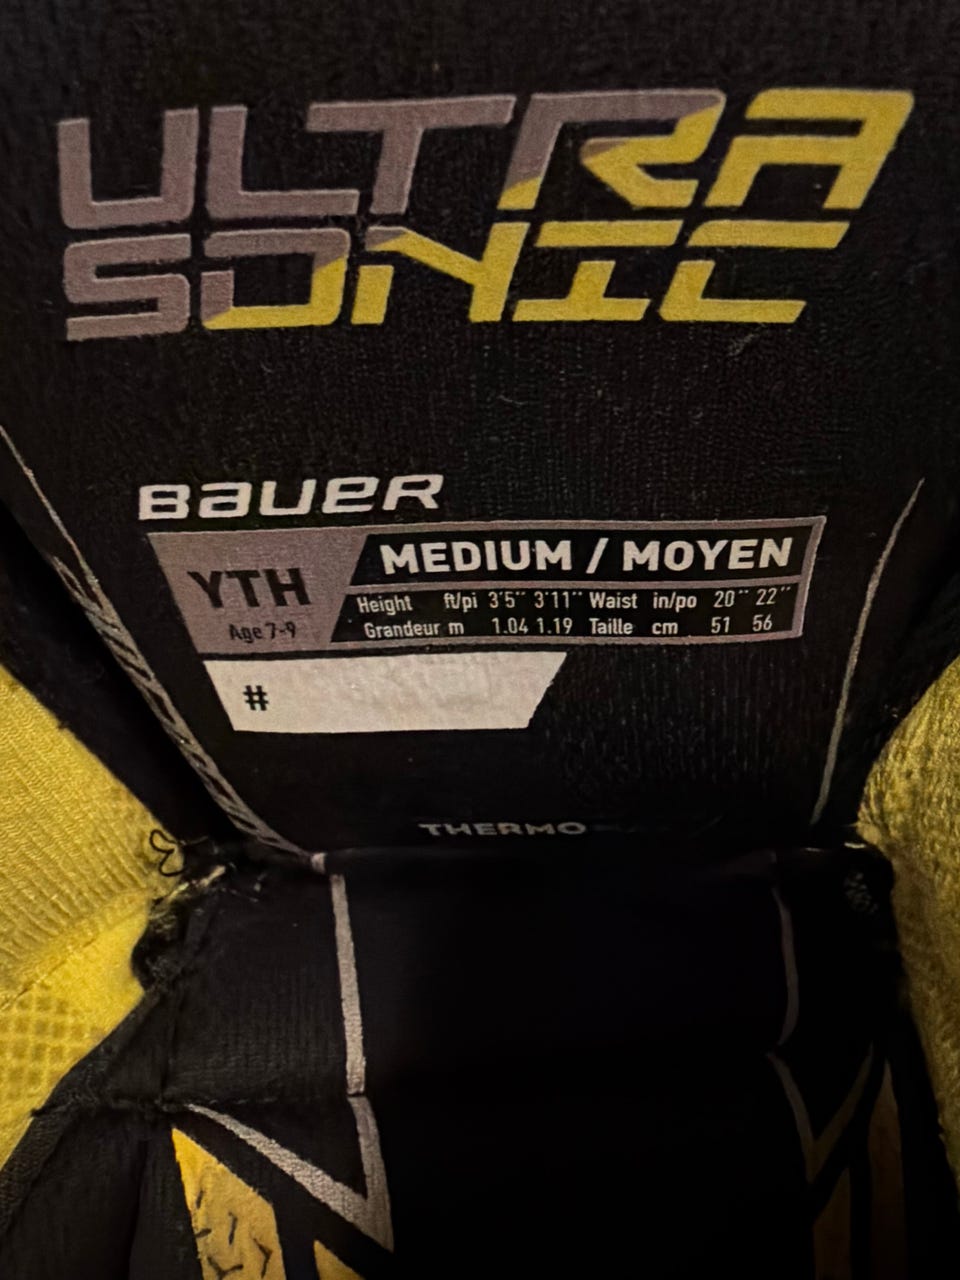 ULTRA
SONIC
BAUER
YTH
Age 7-9
MEDIUM / MOYEN
Height ft/pi 3'5" 3'11" Waist in/po 20" 22"
Grandeur m 1.04 1.19 Taille cm 51 56
#
THERMO